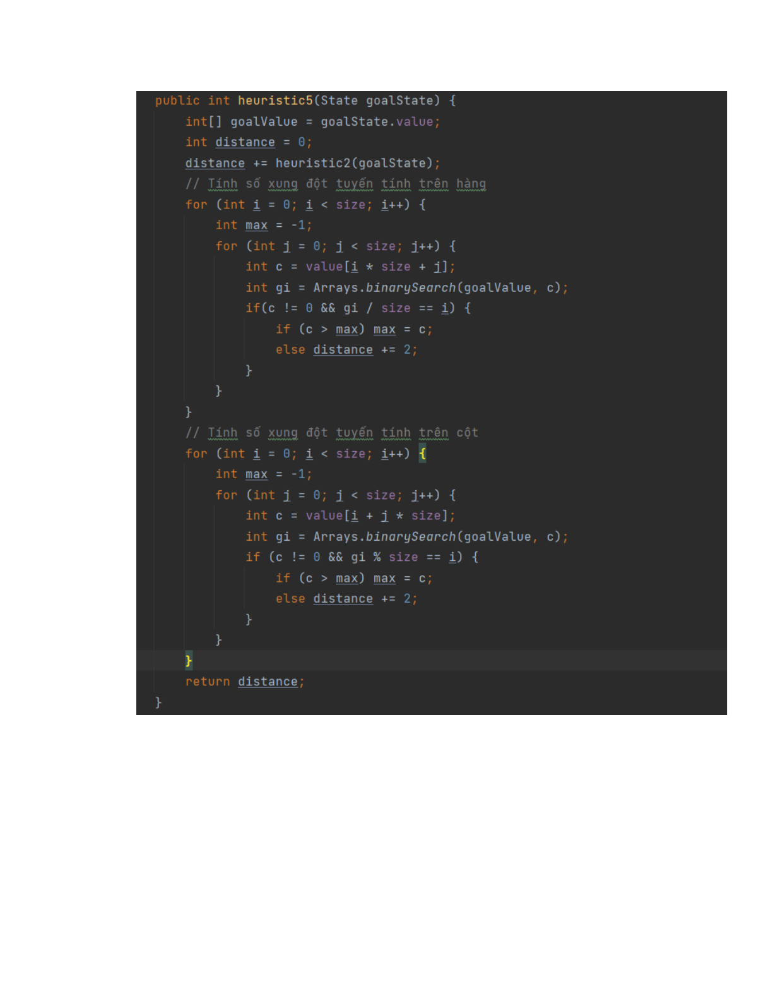 public int heuristic5(State goalState) {
    int[] goalValue = goalState.value;
    int distance = 0;
    distance += heuristic2(goalState);
    // Tính số xung đột tuyến tính trên hàng
    for (int i = 0; i < size; i++) {
        int max = -1;
        for (int j = 0; j < size; j++) {
            int c = value[i * size + j];
            int gi = Arrays.binarySearch(goalValue, c);
            if(c != 0 && gi / size == i) {
                if (c > max) max = c;
                else distance += 2;
            }
        }
    }
    // Tính số xung đột tuyến tính trên cột
    for (int i = 0; i < size; i++) {
        int max = -1;
        for (int j = 0; j < size; j++) {
            int c = value[i + j * size];
            int gi = Arrays.binarySearch(goalValue, c);
            if (c != 0 && gi % size == i) {
                if (c > max) max = c;
                else distance += 2;
            }
        }
    }
    return distance;
}